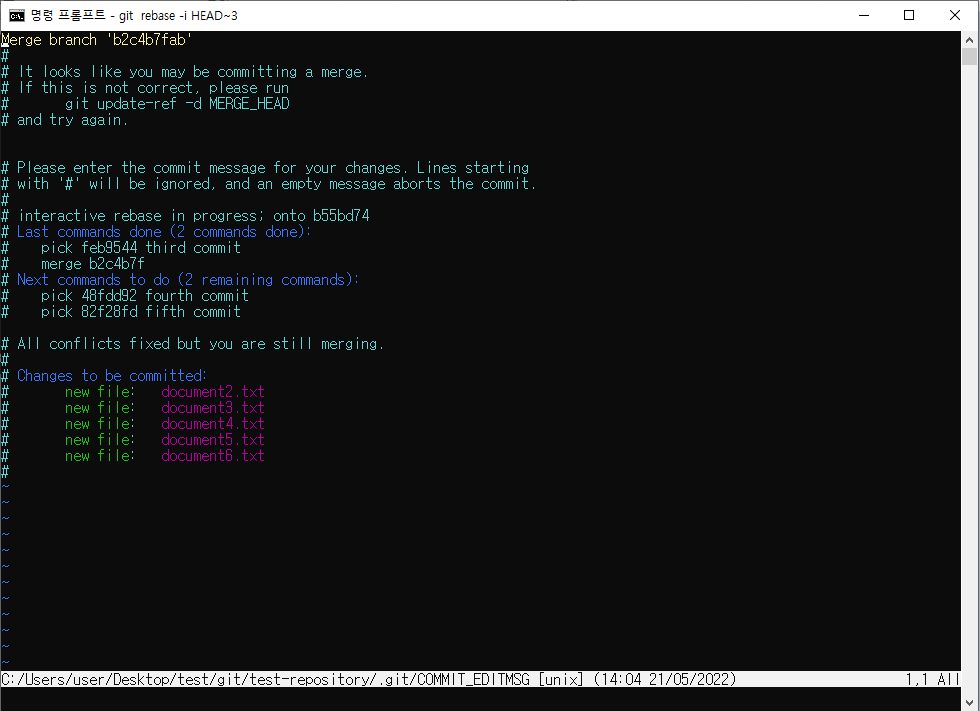 명령 프롬프트 - git  rebase -i HEAD~3
Merge branch 'b2c4b7fab'
#
# It looks like you may be committing a merge.
# If this is not correct, please run
#       git update-ref -d MERGE_HEAD
# and try again.
# Please enter the commit message for your changes. Lines starting
# with '#' will be ignored, and an empty message aborts the commit.
#
# interactive rebase in progress; onto b55bd74
# Last commands done (2 commands done):
#    pick feb9544 third commit
#    merge b2c4b7f
# Next commands to do (2 remaining commands):
#    pick 48fdd92 fourth commit
#    pick 82f28fd fifth commit
# All conflicts fixed but you are still merging.
#
# Changes to be committed:
#       new file:   document2.txt
#       new file:   document3.txt
#       new file:   document4.txt
#       new file:   document5.txt
#       new file:   document6.txt
#
~
~
~
~
~
~
~
~
~
~
~
~
C:/Users/user/Desktop/test/git/test-repository/.git/COMMIT_EDITMSG [unix] (14:04 21/05/2022) 1,1 All